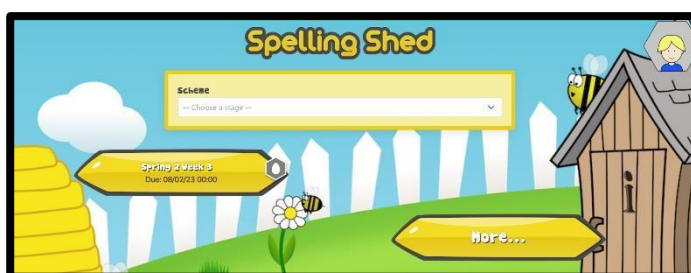 Spelling Shed
Scheme
-- Choose a stage --
Spring 2 Week 3
Due: 08/02/23 00:00
More...